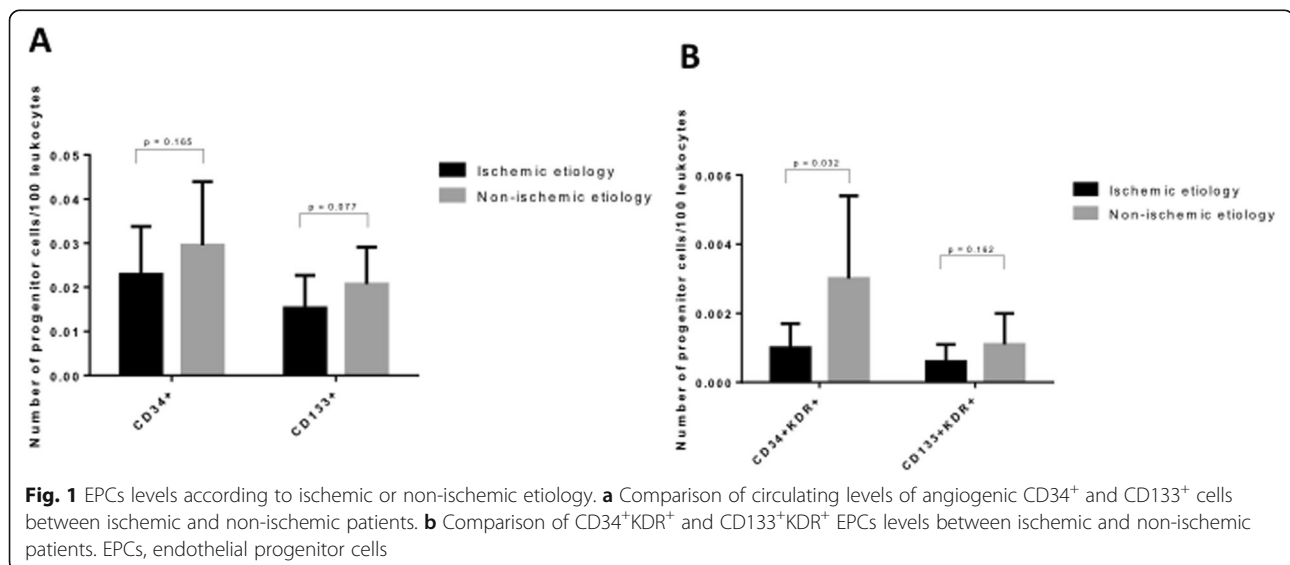 A
Number of progenitor cells/100 leukocytes
0.05
0.04
0.03
0.02
0.01
0.00
p = 0.165
p = 0.077
CD34+
CD133+
Ischemic etiology
Non-ischemic etiology
B
Number of progenitor cells/100 leukocytes
0.006
0.004
0.002
0.000
p = 0.032
p = 0.162
CD34+KDR+
CD133+KDR+
Ischemic etiology
Non-ischemic etiology
Fig. 1 EPCs levels according to ischemic or non-ischemic etiology. a Comparison of circulating levels of angiogenic CD34+ and CD133+ cells
between ischemic and non-ischemic patients. b Comparison of CD34+KDR+ and CD133+KDR+ EPCs levels between ischemic and non-ischemic
patients. EPCs, endothelial progenitor cells